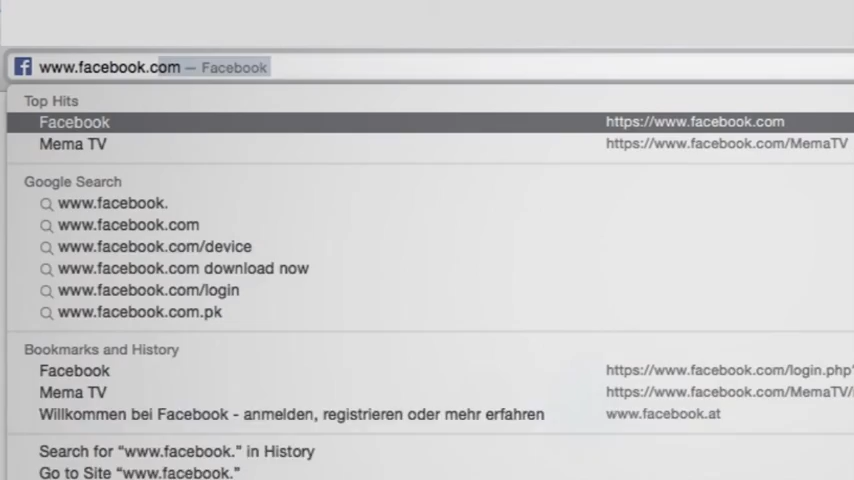 www.facebook.com — Facebook
Top Hits
Facebook https://www.facebook.com
Mema TV https://www.facebook.com/MemaTV
Google Search
www.facebook.
www.facebook.com
www.facebook.com/device
www.facebook.com download now
www.facebook.com/login
www.facebook.com.pk
Bookmarks and History
Facebook https://www.facebook.com/login.php?
Mema TV https://www.facebook.com/MemaTV/
Willkommen bei Facebook - anmelden, registrieren oder mehr erfahren www.facebook.at
Search for “www.facebook.” in History
Go to Site “www.facebook.”